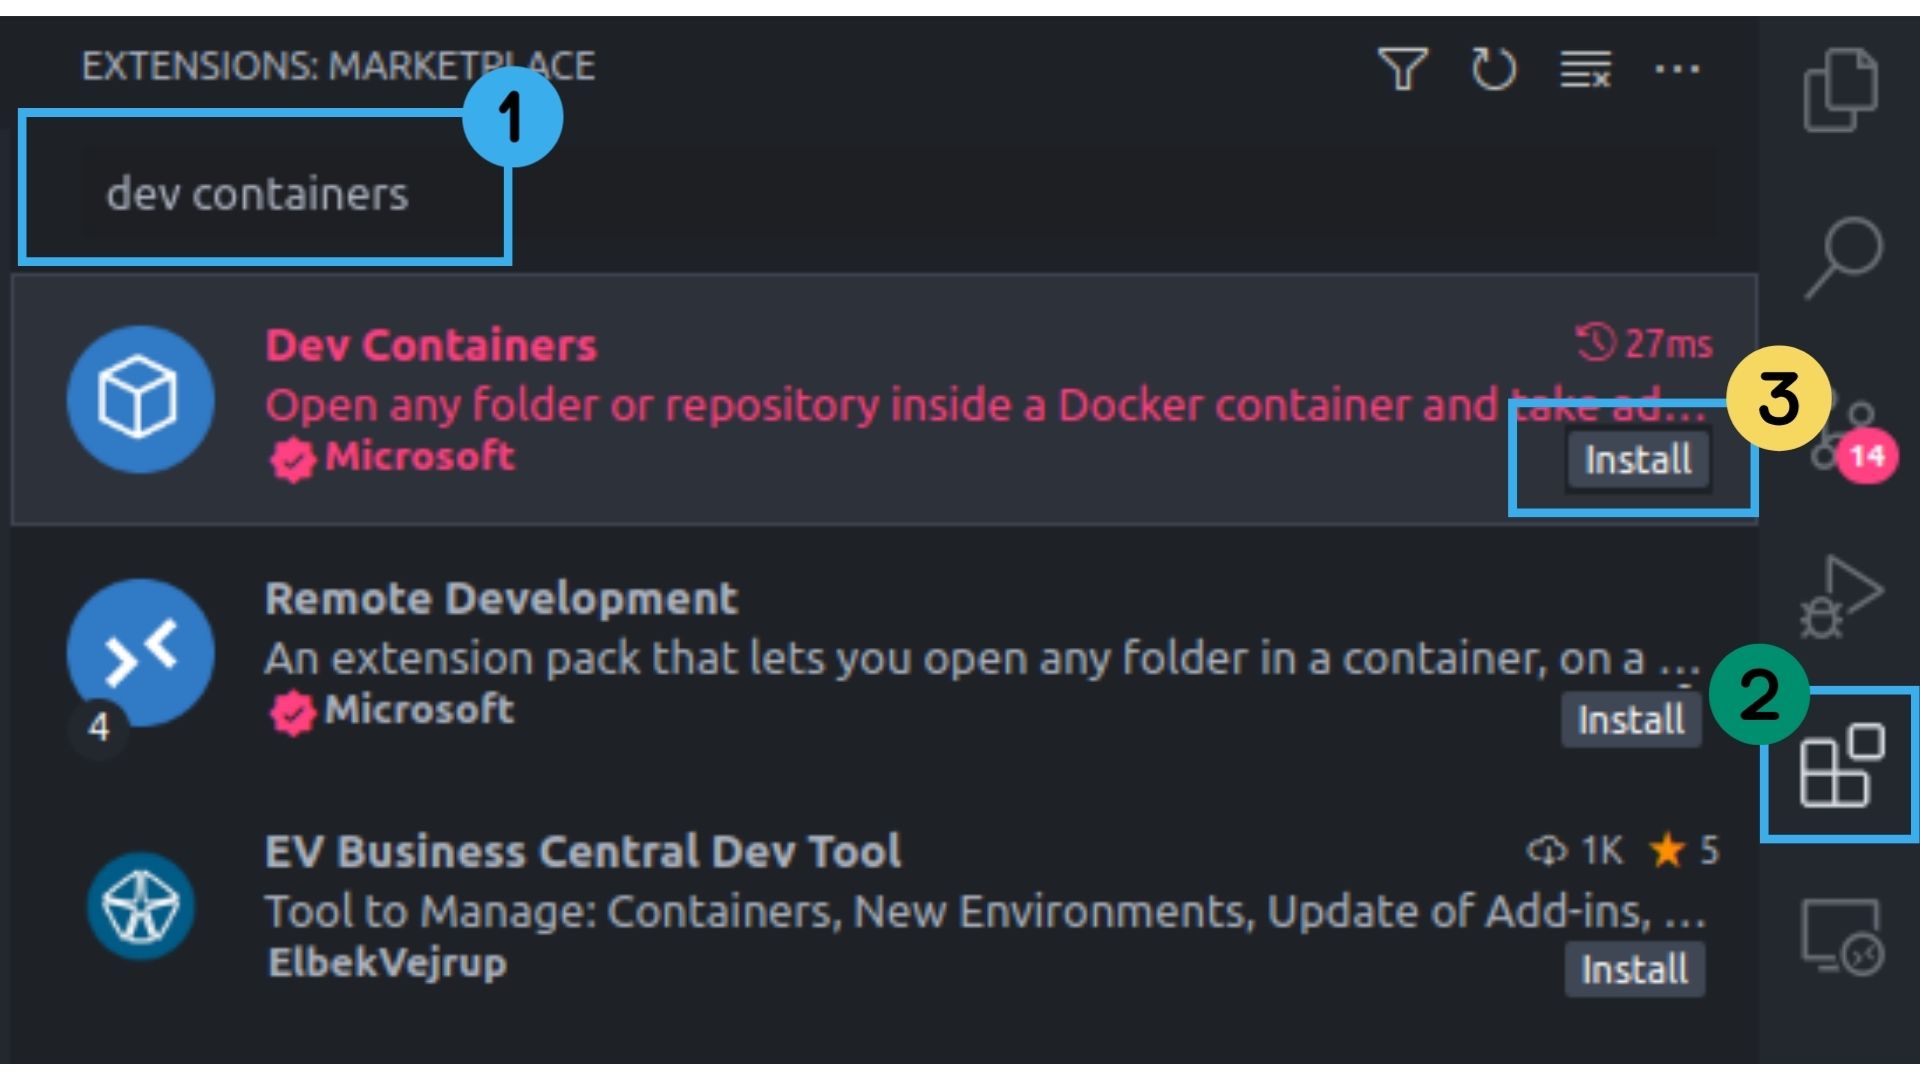 EXTENSIONS: MARKETPLACE
1
dev containers
Dev Containers
27ms
Open any folder or repository inside a Docker container and take ad...
Microsoft
Install
3
14
Remote Development
An extension pack that lets you open any folder in a container, on a ...
4
Microsoft
Install
2
EV Business Central Dev Tool
1K
5
Tool to Manage: Containers, New Environments, Update of Add-ins, ...
ElbekVejrup
Install